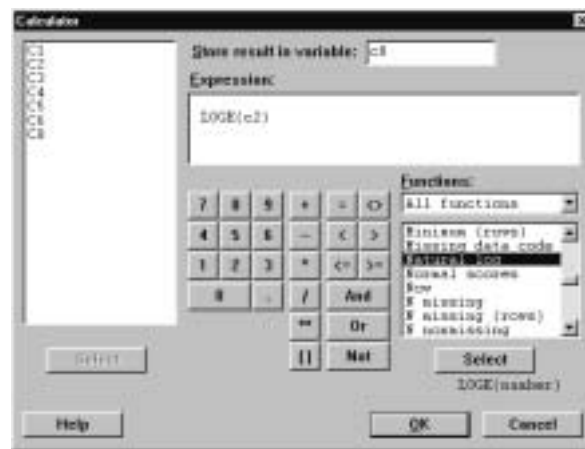 Calculator
C1
C2
C3
C4
C5
C6
C8
Store result in variable: c8
Expression:
LOGE(c2)
Functions:
All functions
7 8 9 + = <>
4 5 6 - < >
1 2 3 * <= >=
0 . / And
** Or
[] Not
Minimum (rows)
Missing data code
Natural log
Normal scores
Now
N missing
N missing (rows)
N nonmissing
Select
Select
LOGE(number)
Help
OK
Cancel